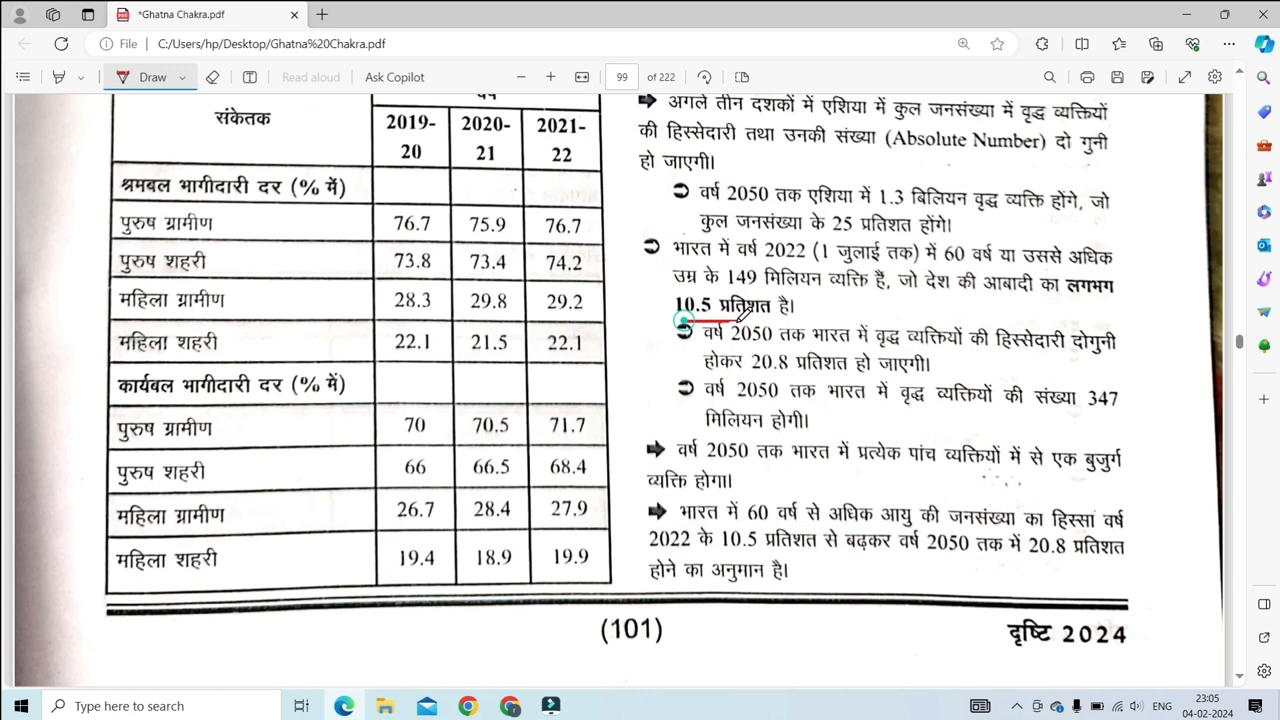 *Ghatna Chakra.pdf
File C:/Users/hp/Desktop/Ghatna%20Chakra.pdf
Draw Read aloud Ask Copilot 99 of 222
संकेतक
2019-20 2020-21 2021-22
श्रमबल भागीदारी दर (% में)
पुरुष ग्रामीण 76.7 75.9 76.7
पुरुष शहरी 73.8 73.4 74.2
महिला ग्रामीण 28.3 29.8 29.2
महिला शहरी 22.1 21.5 22.1
कार्यबल भागीदारी दर (% में)
पुरुष ग्रामीण 70 70.5 71.7
पुरुष शहरी 66 66.5 68.4
महिला ग्रामीण 26.7 28.4 27.9
महिला शहरी 19.4 18.9 19.9
अगले तीन दशकों में एशिया में कुल जनसंख्या में वृद्ध व्यक्तियों
की हिस्सेदारी तथा उनकी संख्या (Absolute Number) दो गुनी
हो जाएगी।
वर्ष 2050 तक एशिया में 1.3 बिलियन वृद्ध व्यक्ति होंगे, जो
कुल जनसंख्या के 25 प्रतिशत होंगे।
भारत में वर्ष 2022 (1 जुलाई तक) में 60 वर्ष या उससे अधिक
उम्र के 149 मिलियन व्यक्ति हैं, जो देश की आबादी का लगभग
10.5 प्रतिशत है।
वर्ष 2050 तक भारत में वृद्ध व्यक्तियों की हिस्सेदारी दोगुनी
होकर 20.8 प्रतिशत हो जाएगी।
वर्ष 2050 तक भारत में वृद्ध व्यक्तियों की संख्या 347
मिलियन होगी।
वर्ष 2050 तक भारत में प्रत्येक पांच व्यक्तियों में से एक बुजुर्ग
व्यक्ति होगा।
भारत में 60 वर्ष से अधिक आयु की जनसंख्या का हिस्सा वर्ष
2022 के 10.5 प्रतिशत से बढ़कर वर्ष 2050 तक में 20.8 प्रतिशत
होने का अनुमान है।
(101)
दृष्टि 2024
Type here to search
ENG
23:05
04-02-2024